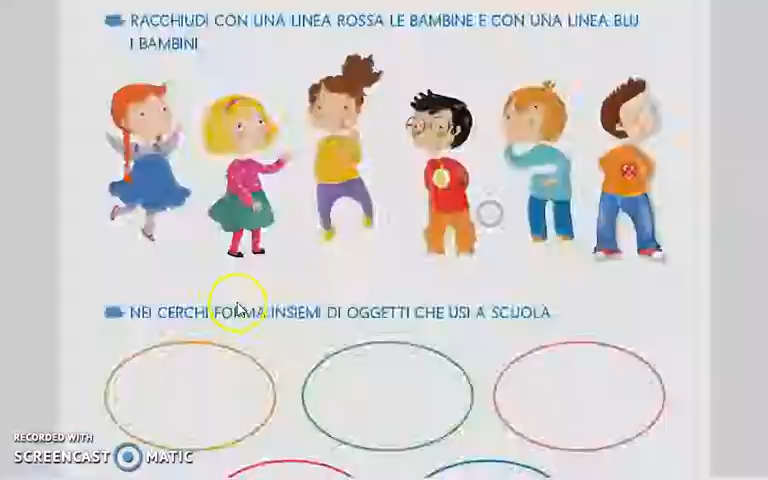 RACCHIUDI CON UNA LINEA ROSSA LE BAMBINE E CON UNA LINEA BLU
I BAMBINI
NEI CERCHI FORMA INSIEMI DI OGGETTI CHE USI A SCUOLA
RECORDED WITH
SCREENCAST MATIC